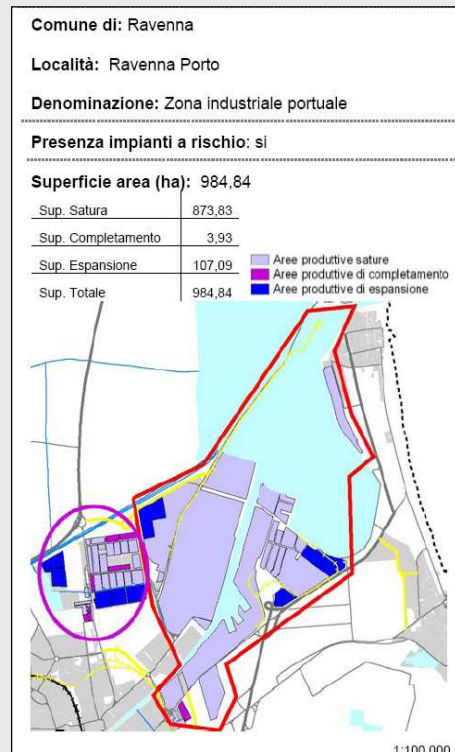 Comune di: Ravenna
Località: Ravenna Porto
Denominazione: Zona industriale portuale
Presenza impianti a rischio: si
Superficie area (ha): 984,84
Sup. Satura 873,83
Sup. Completamento 3,93
Sup. Espansione 107,09
Sup. Totale 984,84
Aree produttive sature
Aree produttive di completamento
Aree produttive di espansione
1:100.000